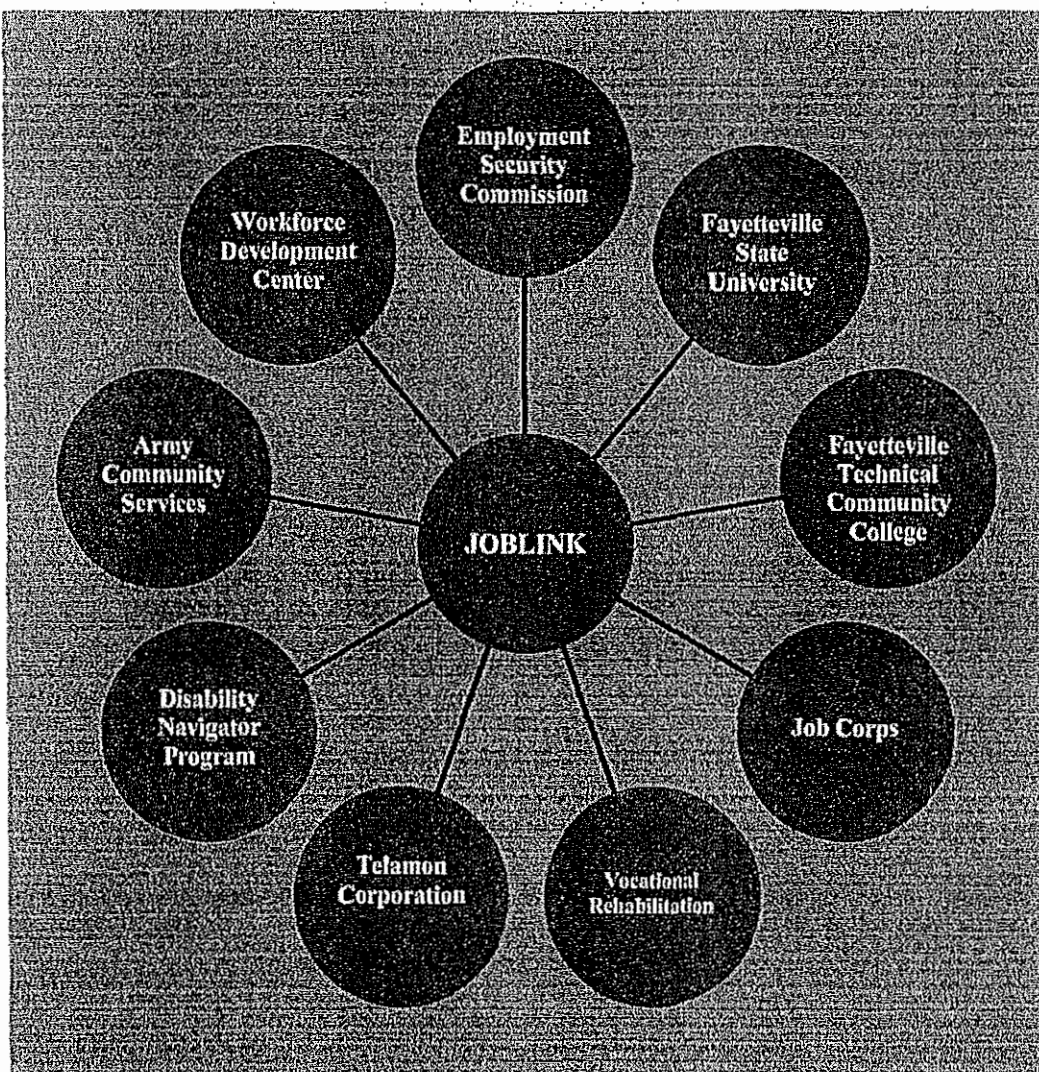 Employment
Security
Commission
Workforce
Development
Center
Fayetteville
State
University
Army
Community
Services
Fayetteville
Technical
Community
College
JOBLINK
Disability
Navigator
Program
Job Corps
Telamon
Corporation
Vocational
Rehabilitation